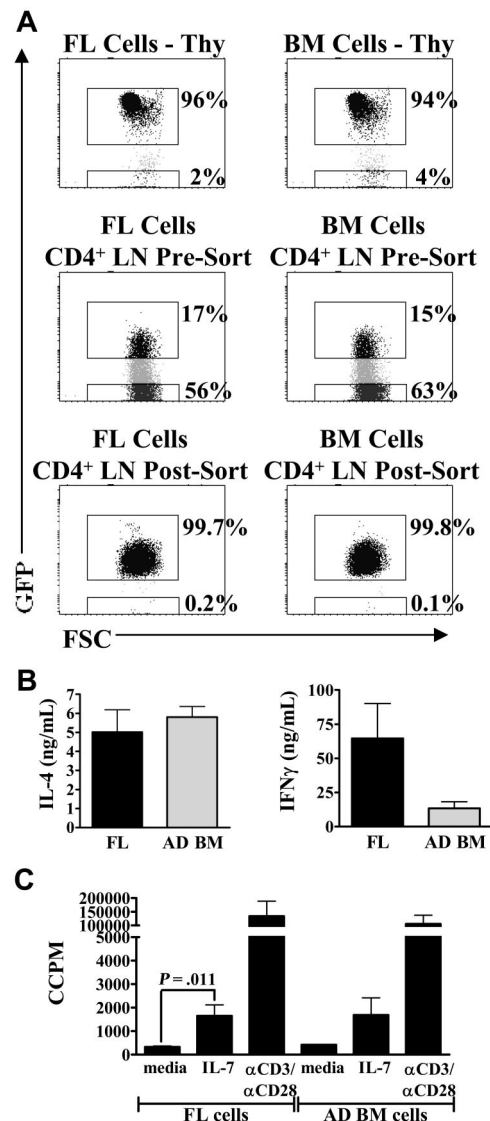 A
FL Cells - Thy
BM Cells - Thy
96%
94%
2%
4%
FL Cells
CD4+ LN Pre-Sort
BM Cells
CD4+ LN Pre-Sort
17%
15%
56%
63%
FL Cells
CD4+ LN Post-Sort
BM Cells
CD4+ LN Post-Sort
99.7%
99.8%
0.2%
0.1%
GFP
FSC
B
IL-4 (ng/mL)
7
6
5
4
3
2
1
0
FL AD BM
IFNγ (ng/mL)
100
75
50
25
0
FL AD BM
C
CCPM
200000
150000
100000
5000
4000
3000
2000
1000
0
P = .011
media IL-7 αCD3/ media IL-7 αCD3/
αCD28 αCD28
FL cells AD BM cells